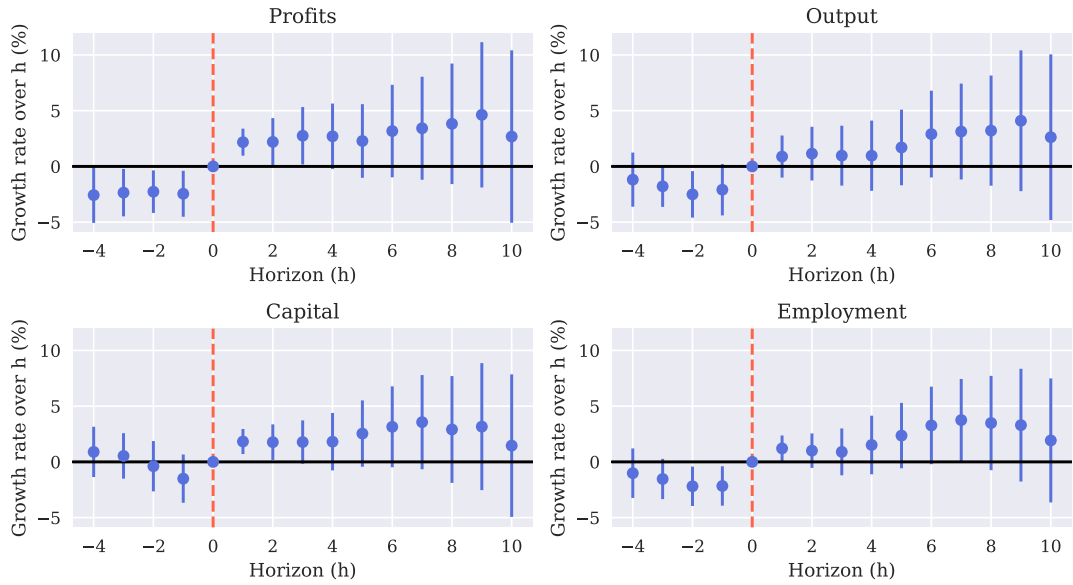 Profits
Growth rate over h (%)
10
5
0
−5
−4 −2 0 2 4 6 8 10
Horizon (h)
Output
Growth rate over h (%)
10
5
0
−5
−4 −2 0 2 4 6 8 10
Horizon (h)
Capital
Growth rate over h (%)
10
5
0
−5
−4 −2 0 2 4 6 8 10
Horizon (h)
Employment
Growth rate over h (%)
10
5
0
−5
−4 −2 0 2 4 6 8 10
Horizon (h)